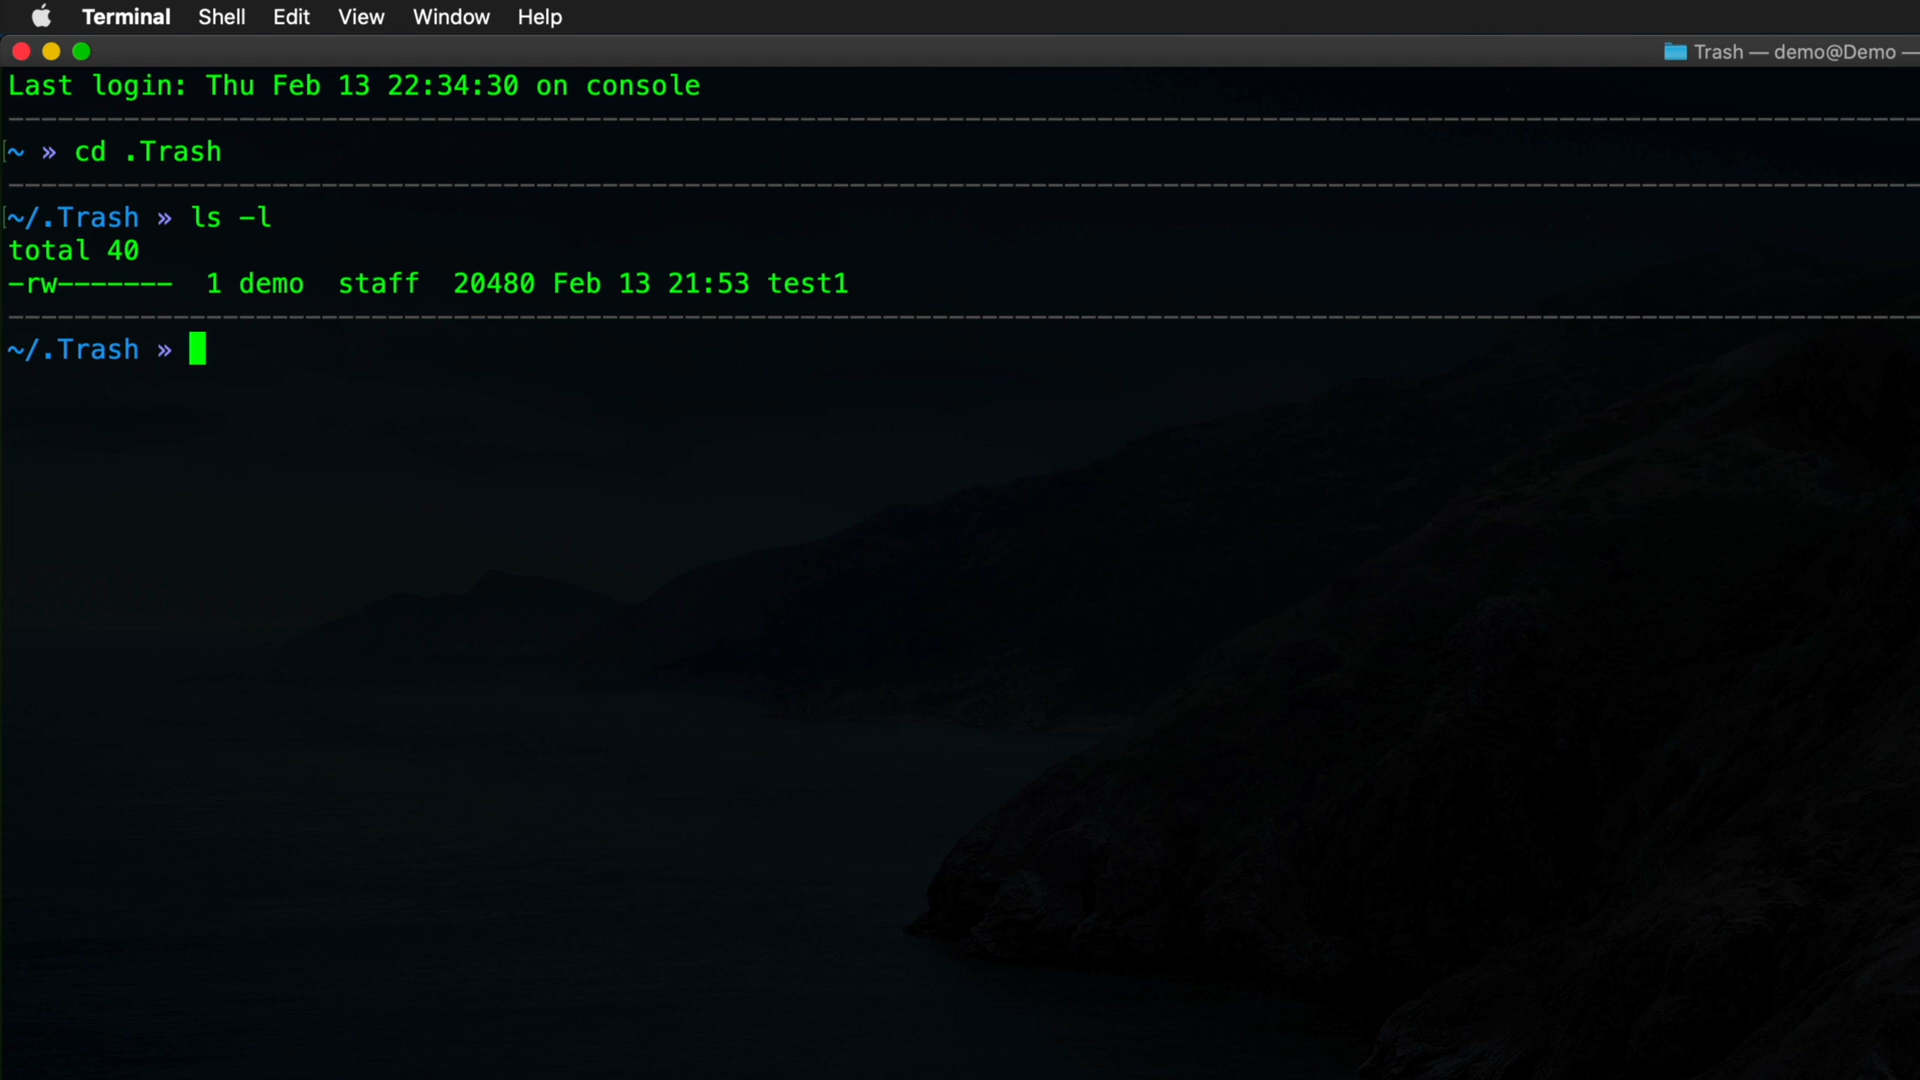 Terminal Shell Edit View Window Help
Trash — demo@Demo —
Last login: Thu Feb 13 22:34:30 on console
~ » cd .Trash
~/.Trash » ls -l
total 40
-rw------- 1 demo staff 20480 Feb 13 21:53 test1
~/.Trash »